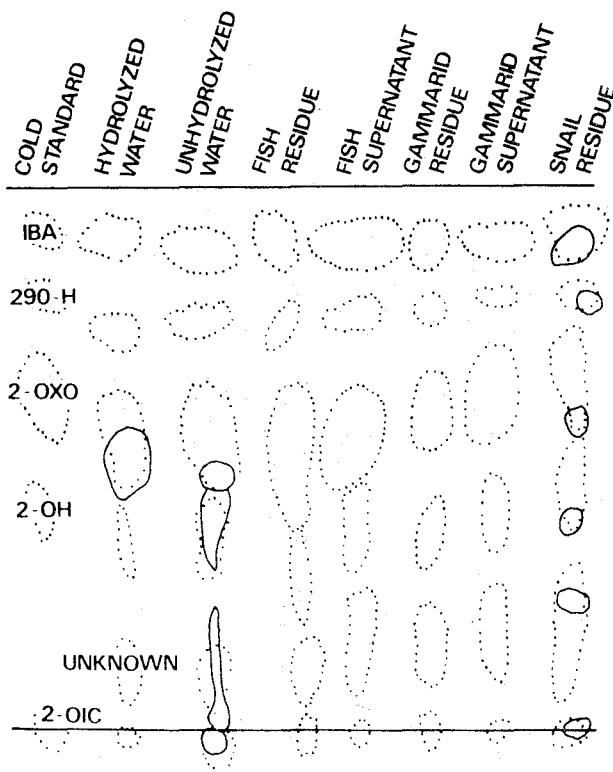 COLD
STANDARD
HYDROLYZED
WATER
UNHYDROLYZED
WATER
FISH
RESIDUE
FISH
SUPERNATANT
GAMMARID
RESIDUE
GAMMARID
SUPERNATANT
SNAIL
RESIDUE
IBA
290-H
2-OXO
2-OH
UNKNOWN
2-OIC